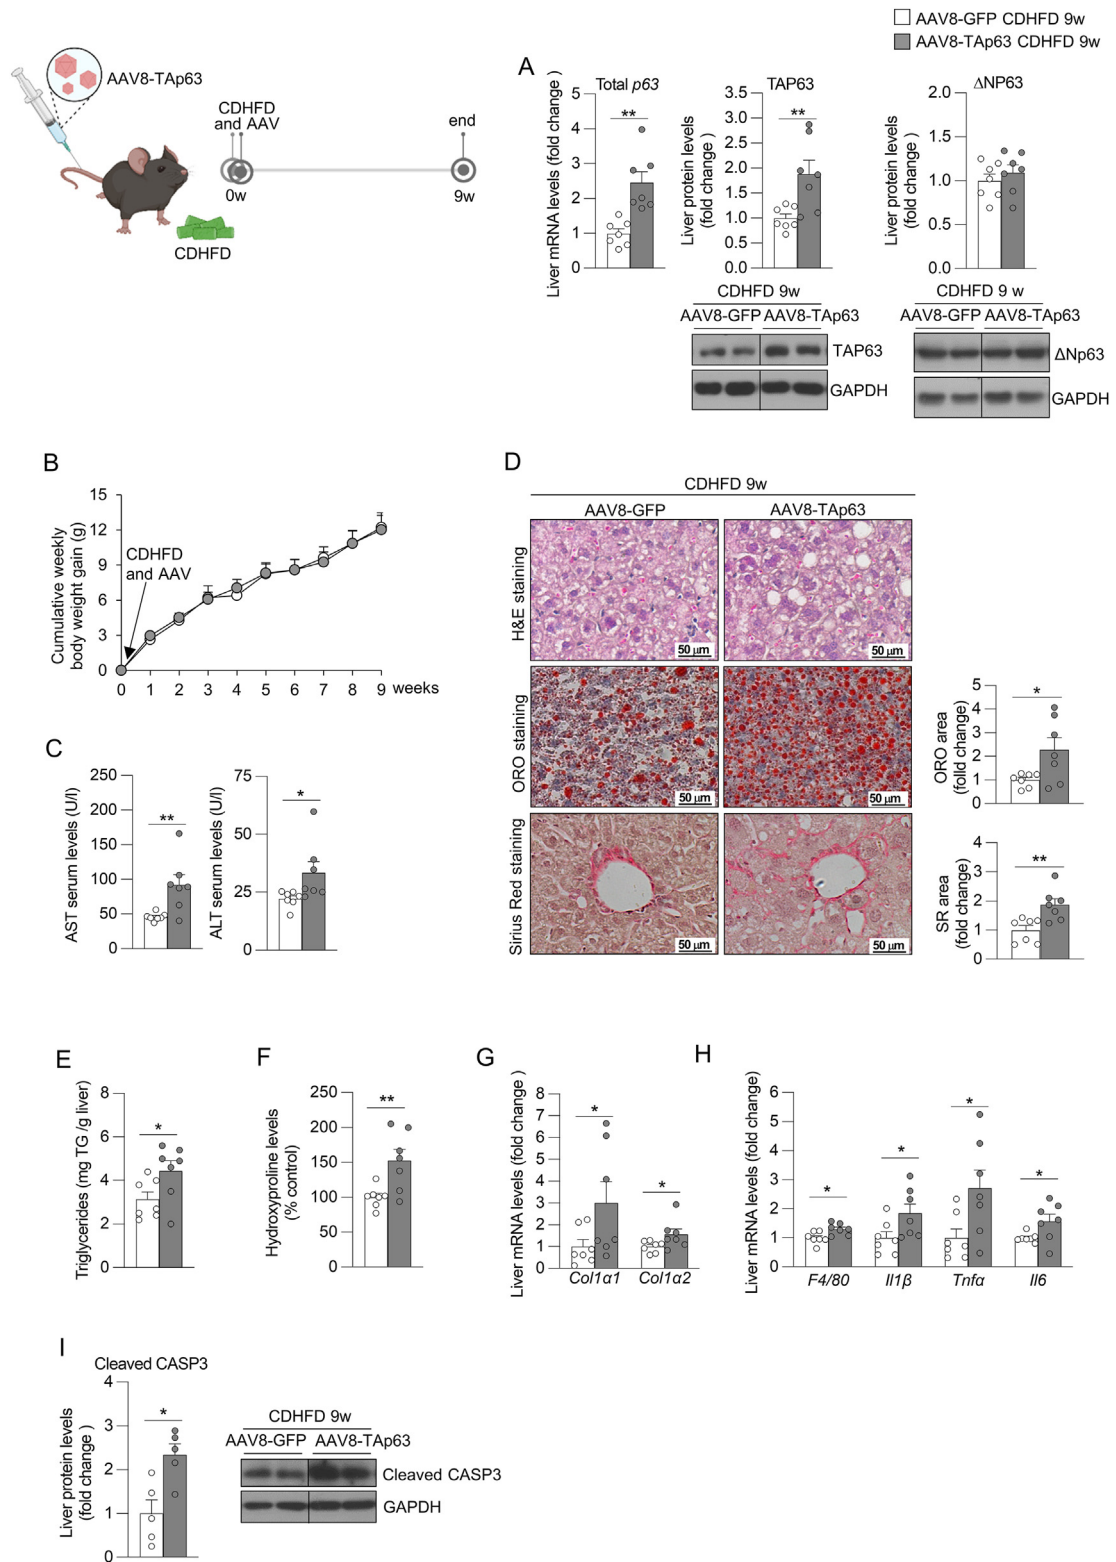 AAV8-GFP CDHFD 9w
AAV8-TAp63 CDHFD 9w
AAV8-TAp63
CDHFD
and AAV
end
0w
9w
CDHFD
A
Total p63
Liver mRNA levels (fold change)
5
4
3
2
1
0
**
TAP63
Liver protein levels
(fold change )
3.5
3.0
2.5
2.0
1.5
1.0
0.5
0.0
**
ΔNP63
Liver protein levels
(fold change )
2.0
1.5
1.0
0.5
0.0
CDHFD 9w
AAV8-GFP AAV8-TAp63
TAP63
GAPDH
CDHFD 9 w
AAV8-GFP AAV8-TAp63
ΔNp63
GAPDH
B
Cumulative weekly
body weight gain (g)
15
12
9
6
3
0
CDHFD
and AAV
0 1 2 3 4 5 6 7 8 9 weeks
C
AST serum levels (U/l)
250
200
150
100
50
0
**
ALT serum levels (U/l)
75
50
25
0
*
D
CDHFD 9w
AAV8-GFP AAV8-TAp63
H&E staining
50 µm
50 µm
ORO staining
50 µm
50 µm
Sirius Red staining
50 µm
50 µm
ORO area
(fold change)
5
4
3
2
1
0
*
SR area
(fold change)
4
3
2
1
0
**
E
Triglycerides (mg TG /g liver)
8
6
4
2
0
*
F
Hydroxyproline levels
(% control)
250
200
150
100
50
0
**
G
Liver mRNA levels (fold change )
8
7
6
5
4
3
2
1
0
*
*
Col1α1 Col1α2
H
Liver mRNA levels (fold change)
6
5
4
3
2
1
0
*
*
*
*
F4/80 Il1β Tnfα Il6
I
Cleaved CASP3
Liver protein levels
(fold change )
4
3
2
1
0
*
CDHFD 9w
AAV8-GFP AAV8-TAp63
Cleaved CASP3
GAPDH